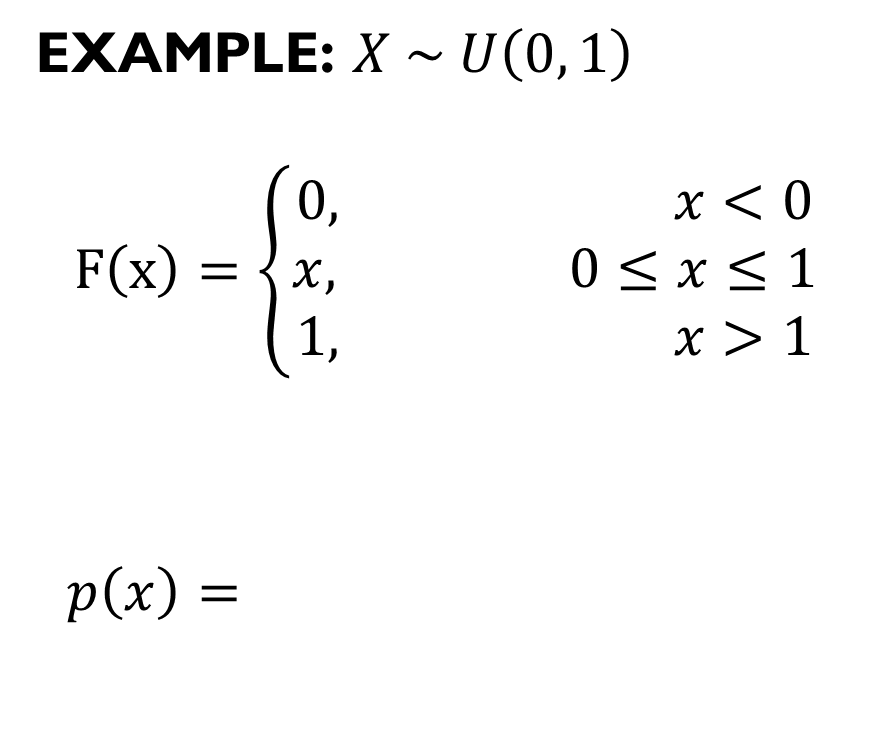 EXAMPLE: X ~ U(0, 1)
0, x < 0
F(x) = { x, 0 ≤ x ≤ 1
1, x > 1
p(x) =